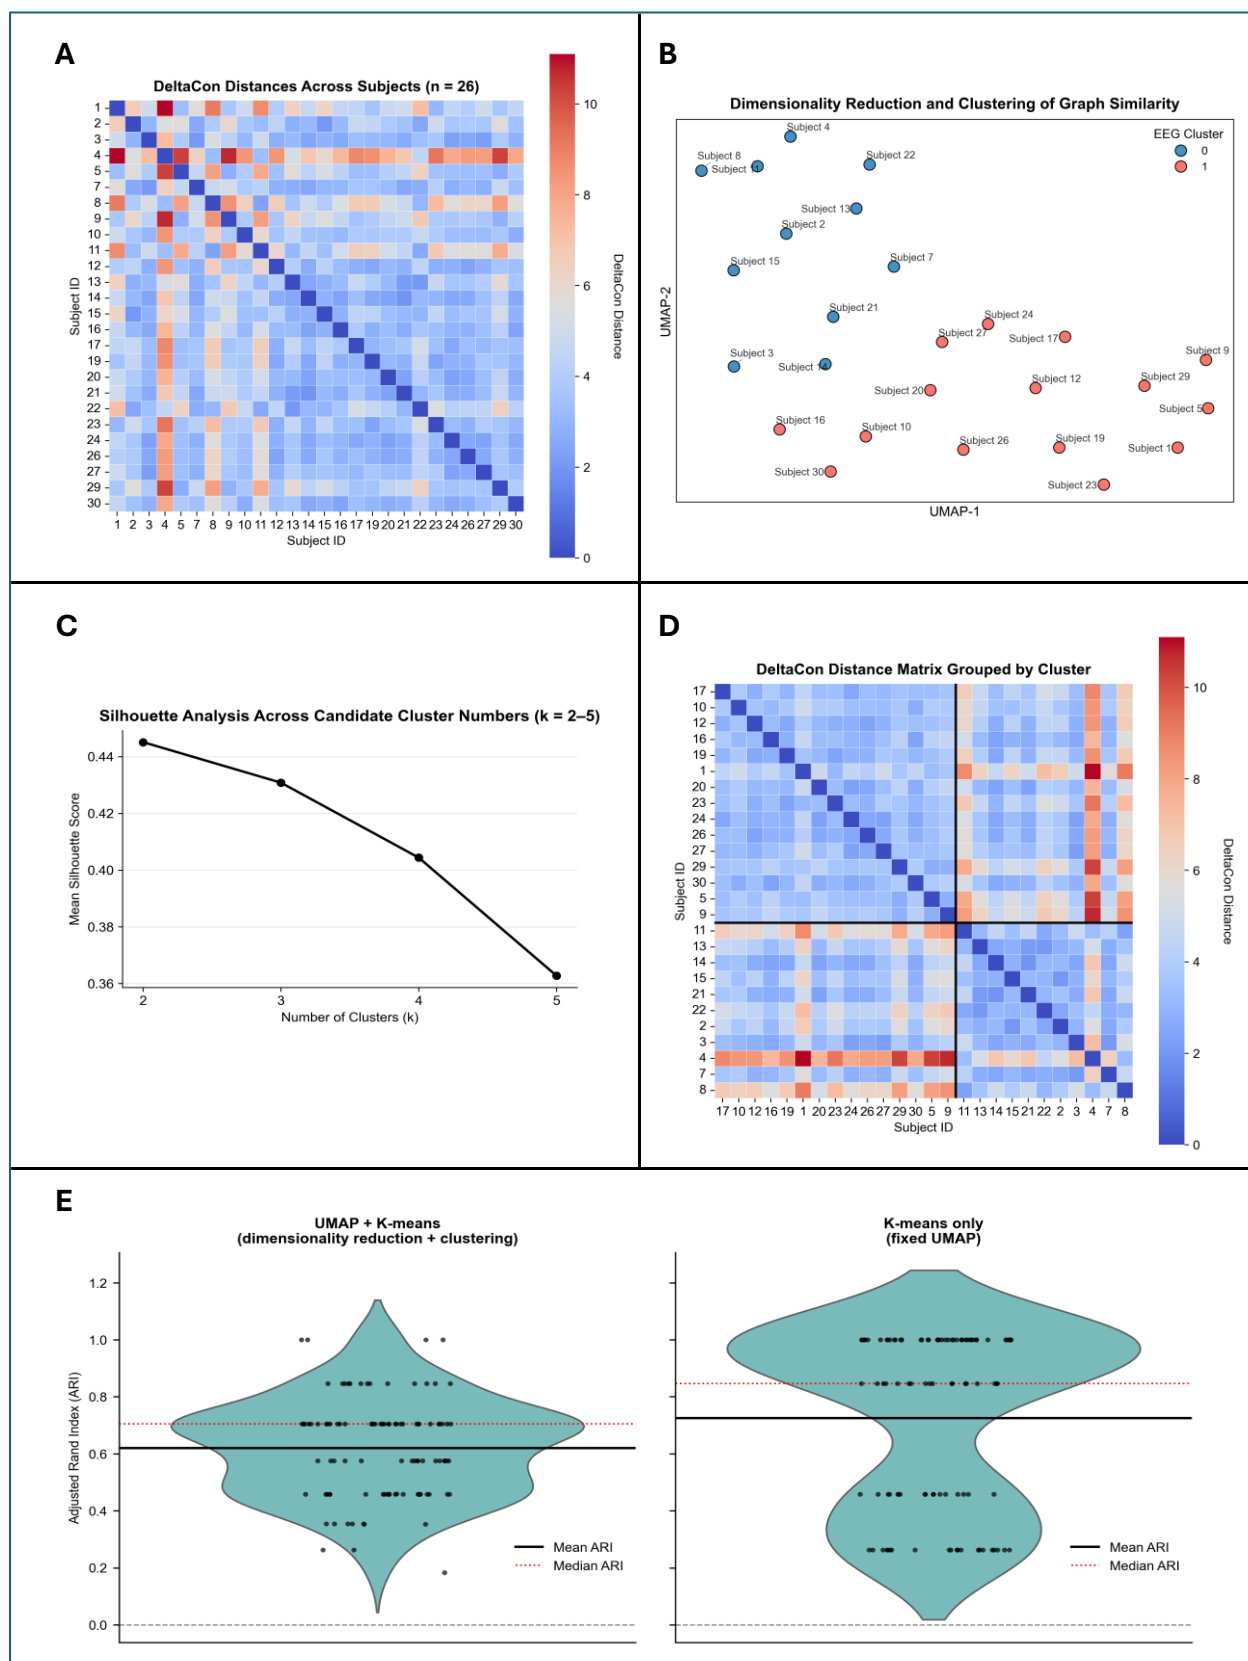 A
DeltaCon Distances Across Subjects (n = 26)
1
2
3
4
5
7
8
9
10
11
12
13
14
15
16
17
19
20
21
22
23
24
26
27
29
30
Subject ID
1 2 3 4 5 7 8 9 10 11 12 13 14 15 16 17 19 20 21 22 23 24 26 27 29 30
Subject ID
10
8
6
4
2
0
DeltaCon Distance
B
Dimensionality Reduction and Clustering of Graph Similarity
EEG Cluster
0
1
Subject 4
Subject 8
Subject 11
Subject 22
Subject 13
Subject 2
Subject 15
Subject 7
Subject 21
Subject 24
Subject 27
Subject 17
Subject 3
Subject 14
Subject 9
Subject 12
Subject 29
Subject 20
Subject 5
Subject 16
Subject 10
Subject 26
Subject 19
Subject 1
Subject 30
Subject 23
UMAP-2
UMAP-1
C
Silhouette Analysis Across Candidate Cluster Numbers (k = 2–5)
0.44
0.42
0.40
0.38
0.36
Mean Silhouette Score
2 3 4 5
Number of Clusters (k)
D
DeltaCon Distance Matrix Grouped by Cluster
17
10
12
16
19
1
20
23
24
26
27
29
30
5
9
11
13
14
15
21
22
2
3
4
7
8
Subject ID
17 10 12 16 19 1 20 23 24 26 27 29 30 5 9 11 13 14 15 21 22 2 3 4 7 8
Subject ID
10
8
6
4
2
0
DeltaCon Distance
E
UMAP + K-means
(dimensionality reduction + clustering)
1.2
1.0
0.8
0.6
0.4
0.2
0.0
Adjusted Rand Index (ARI)
Mean ARI
Median ARI
K-means only
(fixed UMAP)
Mean ARI
Median ARI